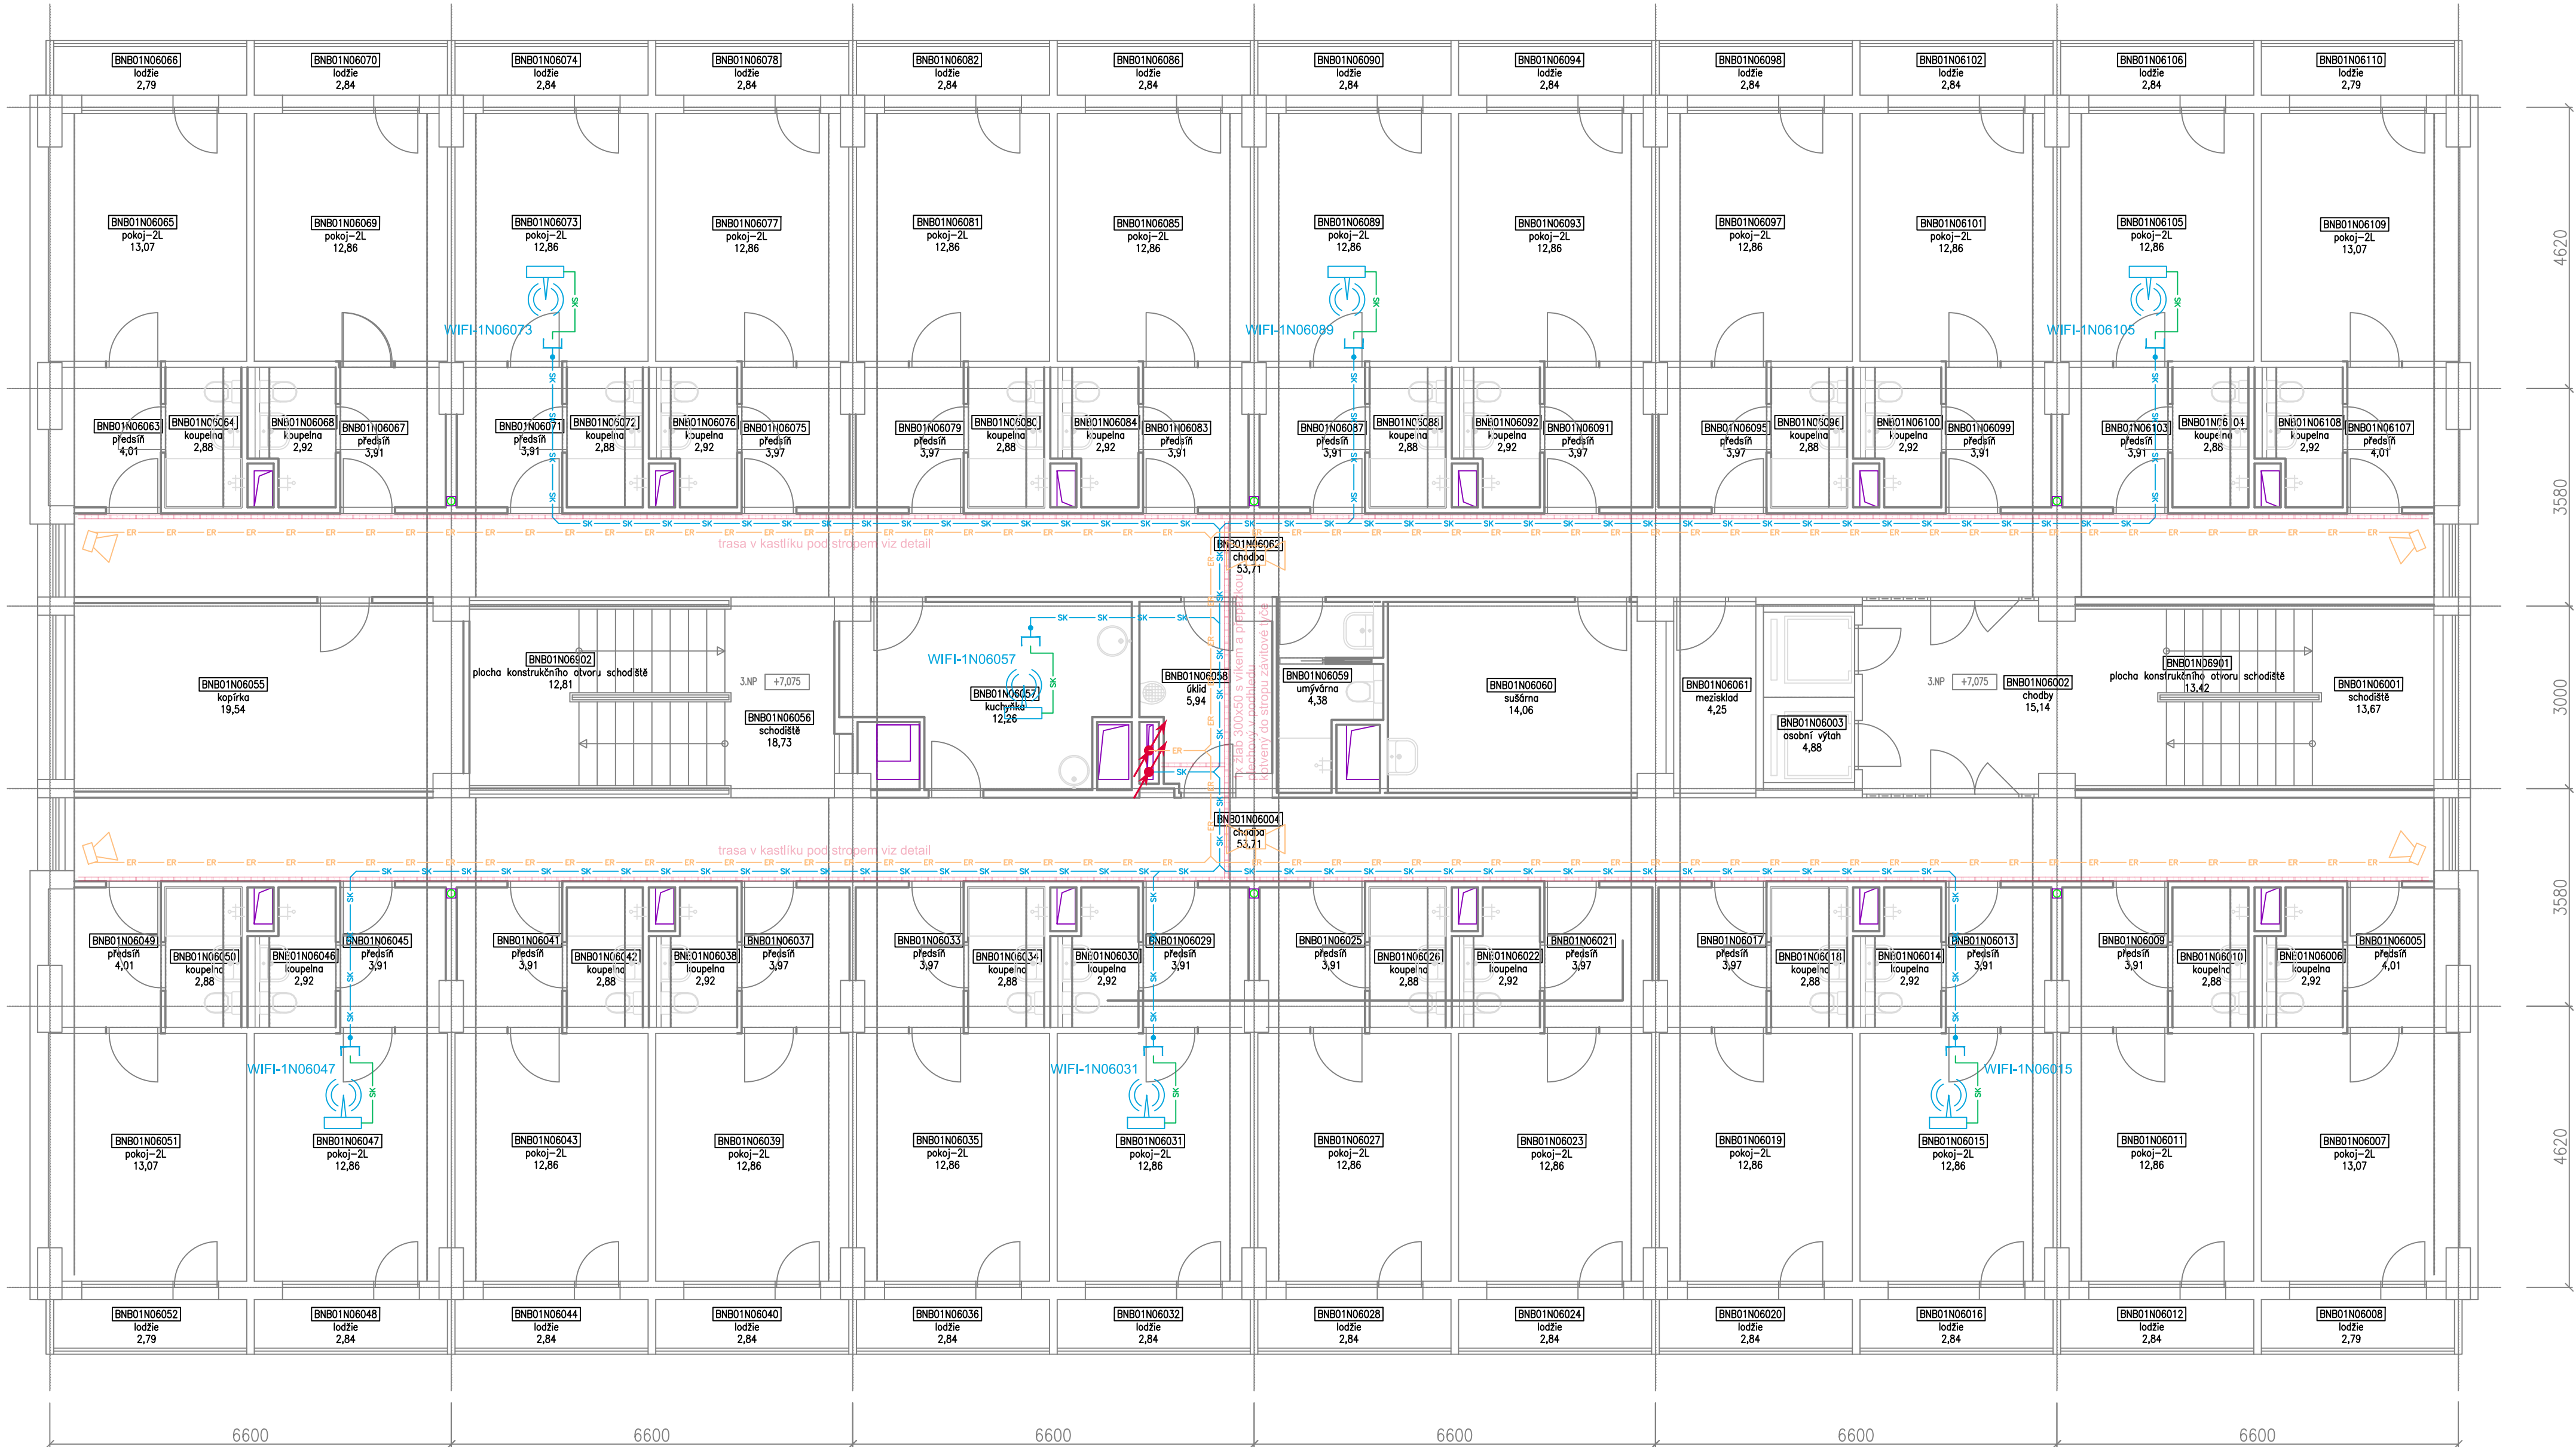 BNB01N06066
lodžie
2,79
BNB01N06070
lodžie
2,84
BNB01N06074
lodžie
2,84
BNB01N06078
lodžie
2,84
BNB01N06082
lodžie
2,84
BNB01N06086
lodžie
2,84
BNB01N06090
lodžie
2,84
BNB01N06094
lodžie
2,84
BNB01N06098
lodžie
2,84
BNB01N06102
lodžie
2,84
BNB01N06106
lodžie
2,84
BNB01N06110
lodžie
2,79
BNB01N06065
pokoj-2L
13,07
BNB01N06069
pokoj-2L
12,86
BNB01N06073
pokoj-2L
12,86
BNB01N06077
pokoj-2L
12,86
BNB01N06081
pokoj-2L
12,86
BNB01N06085
pokoj-2L
12,86
BNB01N06089
pokoj-2L
12,86
BNB01N06093
pokoj-2L
12,86
BNB01N06097
pokoj-2L
12,86
BNB01N06101
pokoj-2L
12,86
BNB01N06105
pokoj-2L
12,86
BNB01N06109
pokoj-2L
13,07
4620
WIFI-1N06073
WIFI-1N06089
WIFI-1N06105
BNB01N06063
předsíň
4,01
BNB01N06064
koupelna
2,88
BNB01N06068
koupelna
2,92
BNB01N06067
předsíň
3,91
BNB01N06071
předsíň
3,91
BNB01N06072
koupelna
2,88
BNB01N06076
koupelna
2,92
BNB01N06075
předsíň
3,97
BNB01N06079
předsíň
3,97
BNB01N06080
koupelna
2,88
BNB01N06084
koupelna
2,92
BNB01N06083
předsíň
3,91
BNB01N06087
předsíň
3,91
BNB01N06088
koupelna
2,88
BNB01N06092
koupelna
2,92
BNB01N06091
předsíň
3,97
BNB01N06095
předsíň
3,97
BNB01N06096
koupelna
2,88
BNB01N06100
koupelna
2,92
BNB01N06099
předsíň
3,91
BNB01N06103
předsíň
3,91
BNB01N06104
koupelna
2,88
BNB01N06108
koupelna
2,92
BNB01N06107
předsíň
4,01
3580
trasa v kastlíku pod stropem viz detail
BNB01N06062
chodba
53,71
1x žlab 300x50 s víkem a přepážkou
plechový v podhledu
kotvený do stropu závitové tyče
BNB01N06055
kopírka
19,54
BNB01N06902
plocha konstrukčního otvoru schodiště
12,81
3.NP +7,075
BNB01N06056
schodiště
18,73
WIFI-1N06057
BNB01N06057
kuchyňka
12,26
BNB01N06058
úklid
5,94
BNB01N06059
umývárna
4,38
BNB01N06060
sušárna
14,06
BNB01N06061
mezisklad
4,25
BNB01N06003
osobní výtah
4,88
3.NP +7,075
BNB01N06002
chodby
15,14
BNB01N06901
plocha konstrukčního otvoru schodiště
13,42
BNB01N06001
schodiště
13,67
3000
BNB01N06004
chodba
53,71
trasa v kastlíku pod stropem viz detail
BNB01N06049
předsíň
4,01
BNB01N06050
koupelna
2,88
BNB01N06046
koupelna
2,92
BNB01N06045
předsíň
3,91
BNB01N06041
předsíň
3,91
BNB01N06042
koupelna
2,88
BNB01N06038
koupelna
2,92
BNB01N06037
předsíň
3,97
BNB01N06033
předsíň
3,97
BNB01N06034
koupelna
2,88
BNB01N06030
koupelna
2,92
BNB01N06029
předsíň
3,91
BNB01N06025
předsíň
3,91
BNB01N06026
koupelna
2,88
BNB01N06022
koupelna
2,92
BNB01N06021
předsíň
3,97
BNB01N06017
předsíň
3,97
BNB01N06018
koupelna
2,88
BNB01N06014
koupelna
2,92
BNB01N06013
předsíň
3,91
BNB01N06009
předsíň
3,91
BNB01N06010
koupelna
2,88
BNB01N06006
koupelna
2,92
BNB01N06005
předsíň
4,01
3580
WIFI-1N06047
WIFI-1N06031
WIFI-1N06015
BNB01N06051
pokoj-2L
13,07
BNB01N06047
pokoj-2L
12,86
BNB01N06043
pokoj-2L
12,86
BNB01N06039
pokoj-2L
12,86
BNB01N06035
pokoj-2L
12,86
BNB01N06031
pokoj-2L
12,86
BNB01N06027
pokoj-2L
12,86
BNB01N06023
pokoj-2L
12,86
BNB01N06019
pokoj-2L
12,86
BNB01N06015
pokoj-2L
12,86
BNB01N06011
pokoj-2L
12,86
BNB01N06007
pokoj-2L
13,07
4620
BNB01N06052
lodžie
2,79
BNB01N06048
lodžie
2,84
BNB01N06044
lodžie
2,84
BNB01N06040
lodžie
2,84
BNB01N06036
lodžie
2,84
BNB01N06032
lodžie
2,84
BNB01N06028
lodžie
2,84
BNB01N06024
lodžie
2,84
BNB01N06020
lodžie
2,84
BNB01N06016
lodžie
2,84
BNB01N06012
lodžie
2,84
BNB01N06008
lodžie
2,79
6600 6600 6600 6600 6600 6600